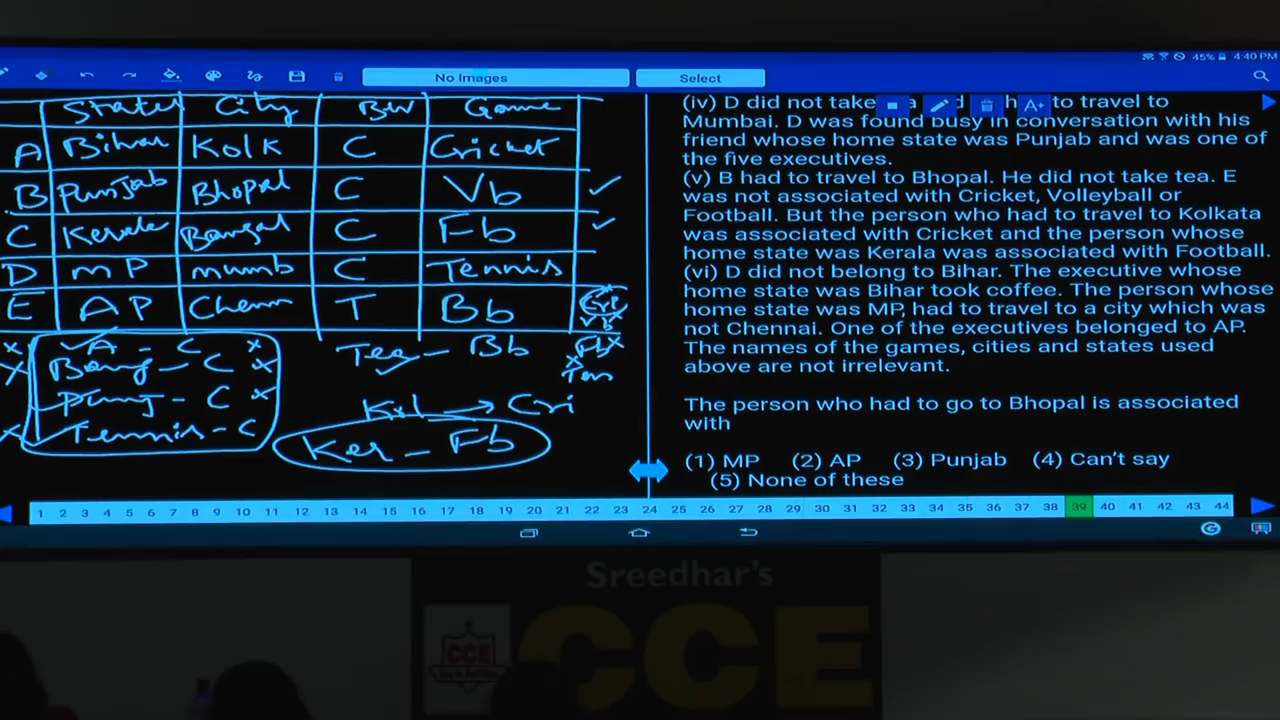 45% 4:40 PM
No Images Select
State City BW Game
A Bihar Kolk C Cricket
B Punjab Bhopal C Vb
C Kerala Bangal C Fb
D MP mumb C Tennis
E AP Chenn T Bb Cri
Vb
A - C Tea - Bb Fb
Bang - C Ten
Punj - C Kol → Cri
Tennis - C Ker - Fb
(iv) D did not take to travel to
Mumbai. D was found busy in conversation with his
friend whose home state was Punjab and was one of
the five executives.
(v) B had to travel to Bhopal. He did not take tea. E
was not associated with Cricket, Volleyball or
Football. But the person who had to travel to Kolkata
was associated with Cricket and the person whose
home state was Kerala was associated with Football.
(vi) D did not belong to Bihar. The executive whose
home state was Bihar took coffee. The person whose
home state was MP, had to travel to a city which was
not Chennai. One of the executives belonged to AP.
The names of the games, cities and states used
above are not irrelevant.
The person who had to go to Bhopal is associated
with
(1) MP (2) AP (3) Punjab (4) Can't say
(5) None of these
1 2 3 4 5 6 7 8 9 10 11 12 13 14 15 16 17 18 19 20 21 22 23 24 25 26 27 28 29 30 31 32 33 34 35 36 37 38 39 40 41 42 43 44
Sreedhar's
CCE
CCE